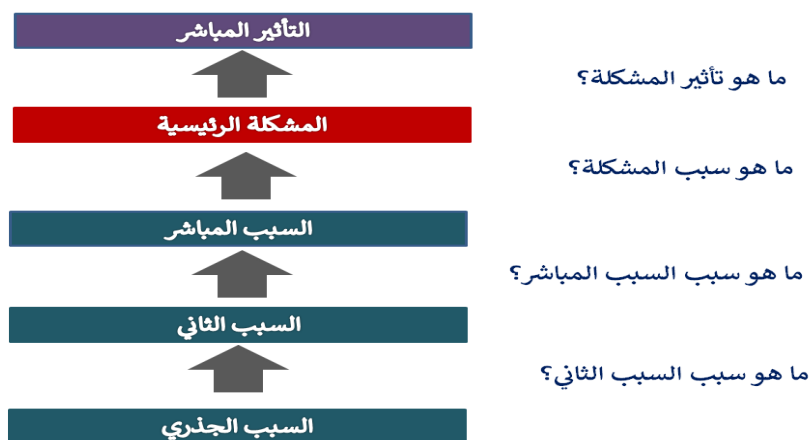 التأثير المباشر
ما هو تأثير المشكلة؟
المشكلة الرئيسية
ما هو سبب المشكلة؟
السبب المباشر
ما هو سبب السبب المباشر؟
السبب الثاني
ما هو سبب السبب الثاني؟
السبب الجذري